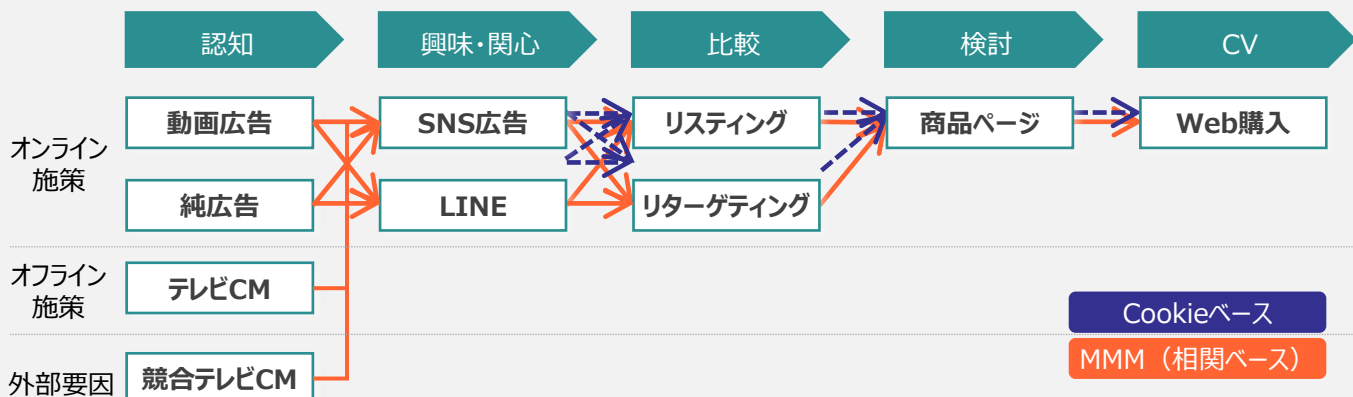 認知
興味・関心
比較
検討
CV
オンライン
施策
動画広告
SNS広告
リスティング
商品ページ
Web購入
純広告
LINE
リターゲティング
オフライン
施策
テレビCM
外部要因
競合テレビCM
Cookieベース
MMM（相関ベース）